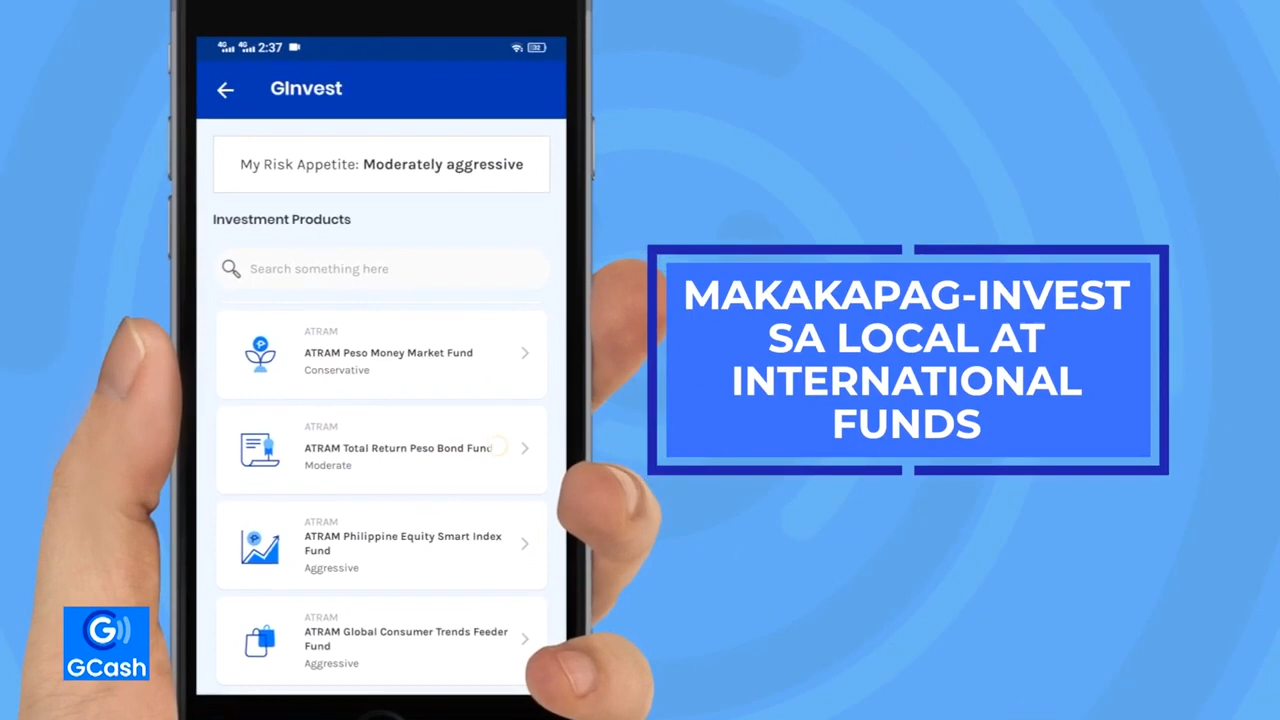 4G 4G 2:37 32
GInvest
My Risk Appetite: Moderately aggressive
Investment Products
Search something here
ATRAM
ATRAM Peso Money Market Fund
Conservative
ATRAM
ATRAM Total Return Peso Bond Fund
Moderate
ATRAM
ATRAM Philippine Equity Smart Index
Fund
Aggressive
ATRAM
ATRAM Global Consumer Trends Feeder
Fund
Aggressive
MAKAKAPAG-INVEST
SA LOCAL AT
INTERNATIONAL
FUNDS
G
GCash